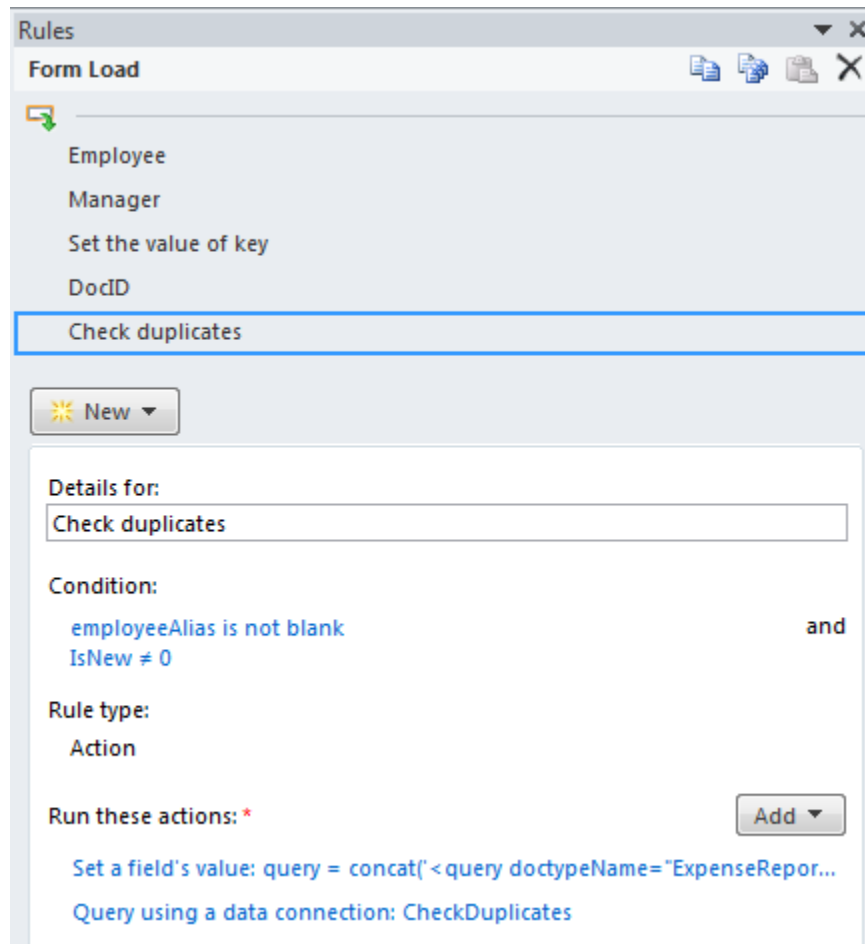 Rules
Form Load
Employee
Manager
Set the value of key
DocID
Check duplicates
New
Details for:
Check duplicates
Condition:
employeeAlias is not blank and
IsNew ≠ 0
Rule type:
Action
Run these actions: * Add
Set a field's value: query = concat('<query doctypeName="ExpenseRepor...
Query using a data connection: CheckDuplicates